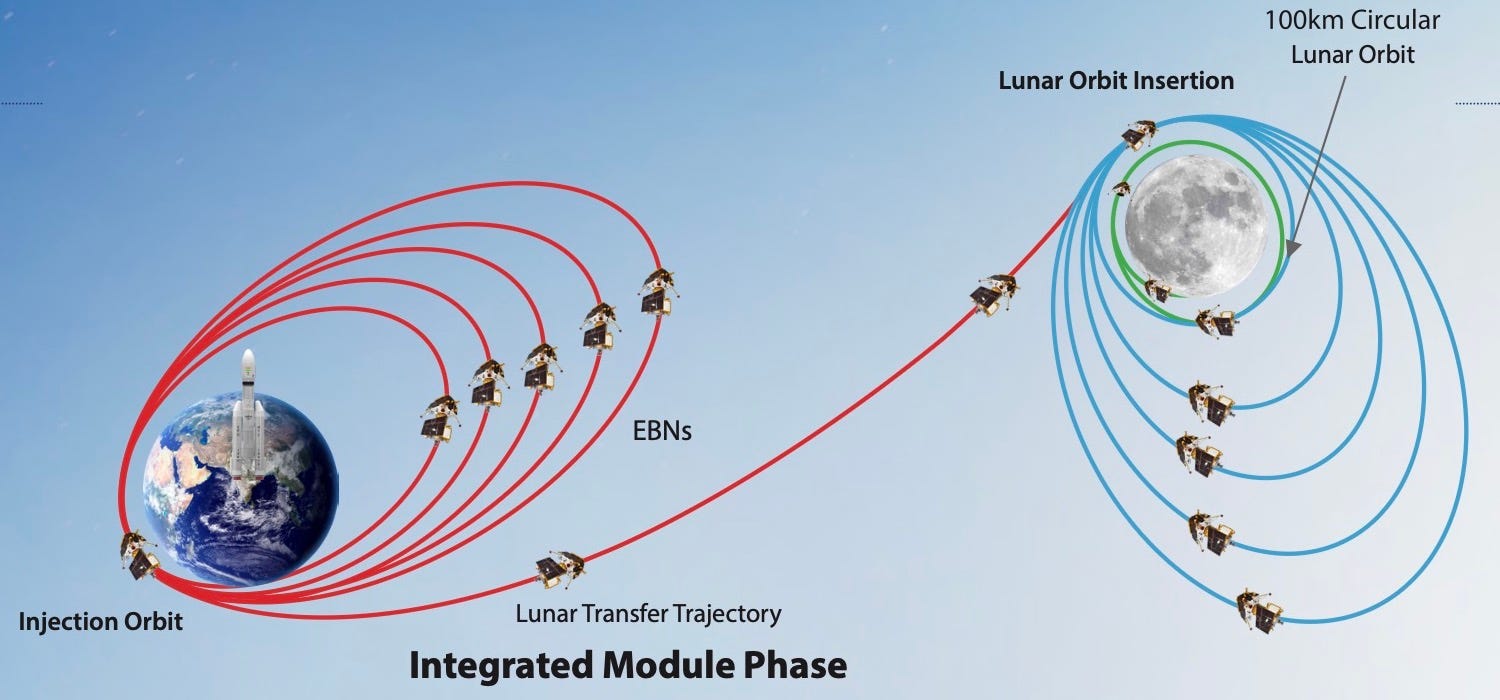 100km Circular
Lunar Orbit
Lunar Orbit Insertion
EBNs
Injection Orbit
Lunar Transfer Trajectory
Integrated Module Phase